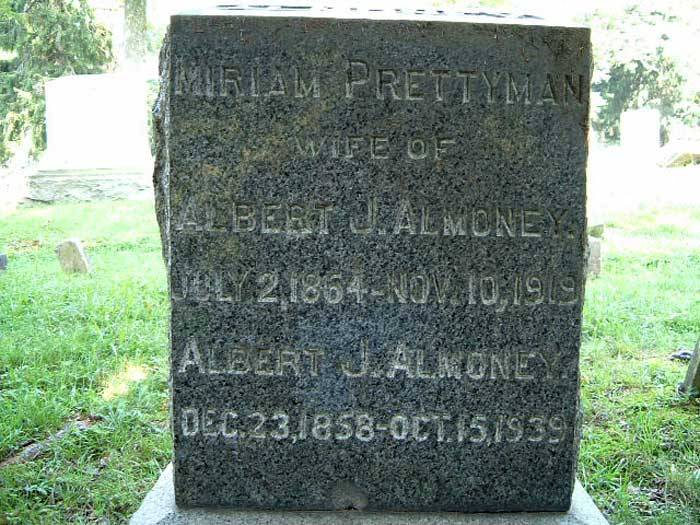 MIRIAM PRETTYMAN
WIFE OF
ALBERT J. ALMONEY.
JULY 2, 1864-NOV. 10, 1919
ALBERT J. ALMONEY.
DEC. 23, 1858-OCT. 15, 1939